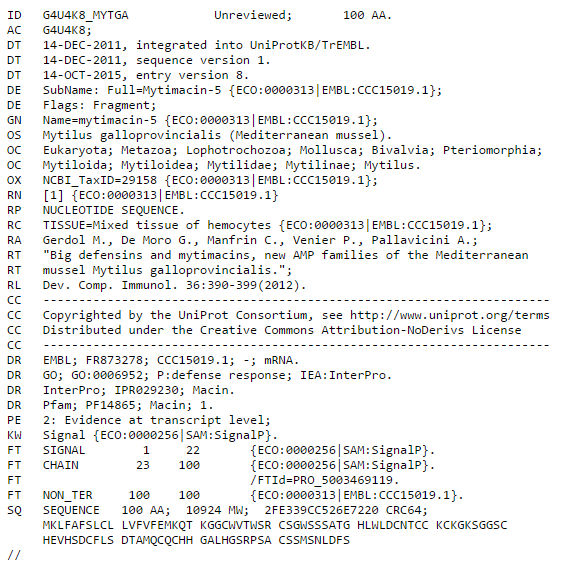 ID   G4U4K8_MYTGA            Unreviewed;       100 AA.
AC   G4U4K8;
DT   14-DEC-2011, integrated into UniProtKB/TrEMBL.
DT   14-DEC-2011, sequence version 1.
DT   14-OCT-2015, entry version 8.
DE   SubName: Full=Mytimacin-5 {ECO:0000313|EMBL:CCC15019.1};
DE   Flags: Fragment;
GN   Name=mytimacin-5 {ECO:0000313|EMBL:CCC15019.1};
OS   Mytilus galloprovincialis (Mediterranean mussel).
OC   Eukaryota; Metazoa; Lophotrochozoa; Mollusca; Bivalvia; Pteriomorphia;
OC   Mytiloida; Mytiloidea; Mytilidae; Mytilinae; Mytilus.
OX   NCBI_TaxID=29158 {ECO:0000313|EMBL:CCC15019.1};
RN   [1] {ECO:0000313|EMBL:CCC15019.1}
RP   NUCLEOTIDE SEQUENCE.
RC   TISSUE=Mixed tissue of hemocytes {ECO:0000313|EMBL:CCC15019.1};
RA   Gerdol M., De Moro G., Manfrin C., Venier P., Pallavicini A.;
RT   "Big defensins and mytimacins, new AMP families of the Mediterranean
RT   mussel Mytilus galloprovincialis.";
RL   Dev. Comp. Immunol. 36:390-399(2012).
CC   -----------------------------------------------------------------------
CC   Copyrighted by the UniProt Consortium, see http://www.uniprot.org/terms
CC   Distributed under the Creative Commons Attribution-NoDerivs License
CC   -----------------------------------------------------------------------
DR   EMBL; FR873278; CCC15019.1; -; mRNA.
DR   GO; GO:0006952; P:defense response; IEA:InterPro.
DR   InterPro; IPR029230; Macin.
DR   Pfam; PF14865; Macin; 1.
PE   2: Evidence at transcript level;
KW   Signal {ECO:0000256|SAM:SignalP}.
FT   SIGNAL        1     22       {ECO:0000256|SAM:SignalP}.
FT   CHAIN        23    100       {ECO:0000256|SAM:SignalP}.
FT                                /FTId=PRO_5003469119.
FT   NON_TER     100    100       {ECO:0000313|EMBL:CCC15019.1}.
SQ   SEQUENCE   100 AA;  10924 MW;  2FE339CC526E7220 CRC64;
     MKLFAFSLCL LVFVFEMKQT KGGCWVTWSR CSGWSSSATG HLWLDCNTCC KCKGKSGGSC
     HEVHSDCFLS DTAMQCQCHH GALHGSRPSA CSSMSNLDFS
//